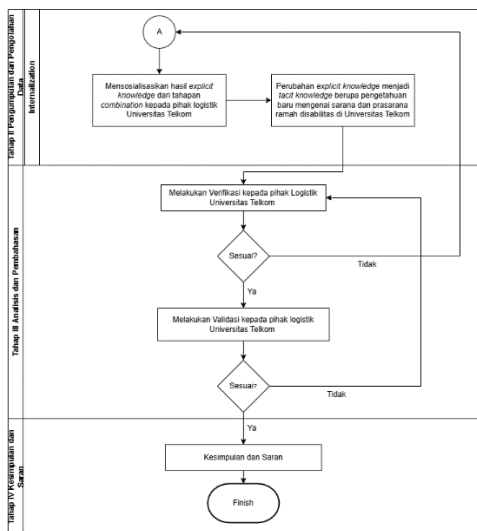 Tahap II Pengumpulan dan Pengolahan
Data
Internalization
A
Mensosialisasikan hasil explicit
knowledge dari tahapan
combination kepada pihak logistik
Universitas Telkom
Perubahan explicit knowledge menjadi
tacit knowledge berupa pengetahuan
baru mengenai sarana dan prasarana
ramah disabilitas di Universitas Telkom
Tahap III Analisis dan Pembahasan
Melakukan Verifikasi kepada pihak Logistik
Universitas Telkom
Sesuai?
Tidak
Ya
Melakukan Validasi kepada pihak logistik
Universitas Telkom
Sesuai?
Tidak
Ya
Tahap IV Kesimpulan dan
Saran
Kesimpulan dan Saran
Finish